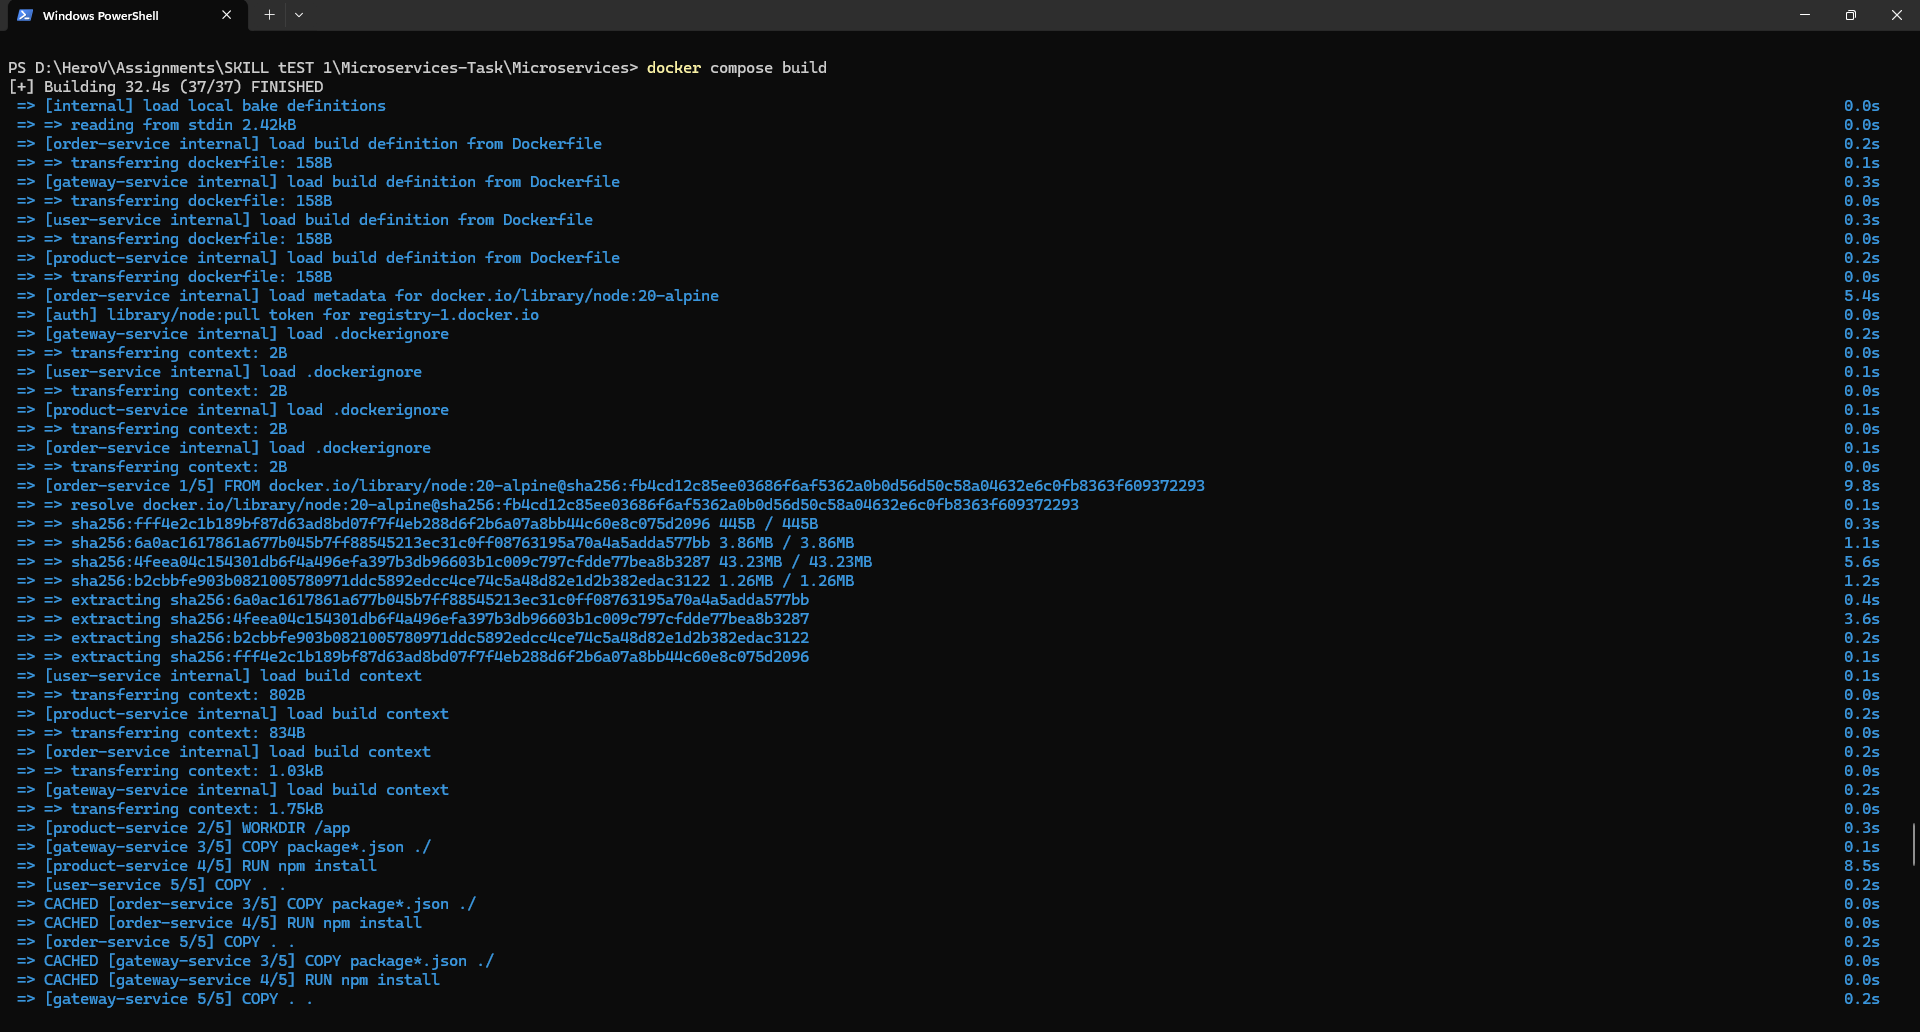 Windows PowerShell
PS D:\HeroV\Assignments\SKILL tEST 1\Microservices-Task\Microservices> docker compose build
[+] Building 32.4s (37/37) FINISHED
=> [internal] load local bake definitions 0.0s
=> => reading from stdin 2.42kB 0.0s
=> [order-service internal] load build definition from Dockerfile 0.2s
=> => transferring dockerfile: 158B 0.1s
=> [gateway-service internal] load build definition from Dockerfile 0.3s
=> => transferring dockerfile: 158B 0.0s
=> [user-service internal] load build definition from Dockerfile 0.3s
=> => transferring dockerfile: 158B 0.0s
=> [product-service internal] load build definition from Dockerfile 0.2s
=> => transferring dockerfile: 158B 0.0s
=> [order-service internal] load metadata for docker.io/library/node:20-alpine 5.4s
=> [auth] library/node:pull token for registry-1.docker.io 0.0s
=> [gateway-service internal] load .dockerignore 0.2s
=> => transferring context: 2B 0.0s
=> [user-service internal] load .dockerignore 0.1s
=> => transferring context: 2B 0.0s
=> [product-service internal] load .dockerignore 0.1s
=> => transferring context: 2B 0.0s
=> [order-service internal] load .dockerignore 0.1s
=> => transferring context: 2B 0.0s
=> [order-service 1/5] FROM docker.io/library/node:20-alpine@sha256:fb4cd12c85ee03686f6af5362a0b0d56d50c58a04632e6c0fb8363f609372293 9.8s
=> => resolve docker.io/library/node:20-alpine@sha256:fb4cd12c85ee03686f6af5362a0b0d56d50c58a04632e6c0fb8363f609372293 0.1s
=> => sha256:fff4e2c1b189bf87d63ad8bd07f7f4eb288d6f2b6a07a8bb44c60e8c075d2096 445B / 445B 0.3s
=> => sha256:6a0ac1617861a677b045b7ff88545213ec31c0ff08763195a70a4a5adda577bb 3.86MB / 3.86MB 1.1s
=> => sha256:4feea04c154301db6f4a496efa397b3db96603b1c009c797cfdde77bea8b3287 43.23MB / 43.23MB 5.6s
=> => sha256:b2cbbfe903b0821005780971ddc5892edcc4ce74c5a48d82e1d2b382edac3122 1.26MB / 1.26MB 1.2s
=> => extracting sha256:6a0ac1617861a677b045b7ff88545213ec31c0ff08763195a70a4a5adda577bb 0.4s
=> => extracting sha256:4feea04c154301db6f4a496efa397b3db96603b1c009c797cfdde77bea8b3287 3.6s
=> => extracting sha256:b2cbbfe903b0821005780971ddc5892edcc4ce74c5a48d82e1d2b382edac3122 0.2s
=> => extracting sha256:fff4e2c1b189bf87d63ad8bd07f7f4eb288d6f2b6a07a8bb44c60e8c075d2096 0.1s
=> [user-service internal] load build context 0.1s
=> => transferring context: 802B 0.0s
=> [product-service internal] load build context 0.2s
=> => transferring context: 834B 0.0s
=> [order-service internal] load build context 0.2s
=> => transferring context: 1.03kB 0.0s
=> [gateway-service internal] load build context 0.2s
=> => transferring context: 1.75kB 0.0s
=> [product-service 2/5] WORKDIR /app 0.3s
=> [gateway-service 3/5] COPY package*.json ./ 0.1s
=> [product-service 4/5] RUN npm install 8.5s
=> [user-service 5/5] COPY . . 0.2s
=> CACHED [order-service 3/5] COPY package*.json ./ 0.0s
=> CACHED [order-service 4/5] RUN npm install 0.0s
=> [order-service 5/5] COPY . . 0.2s
=> CACHED [gateway-service 3/5] COPY package*.json ./ 0.0s
=> CACHED [gateway-service 4/5] RUN npm install 0.0s
=> [gateway-service 5/5] COPY . . 0.2s